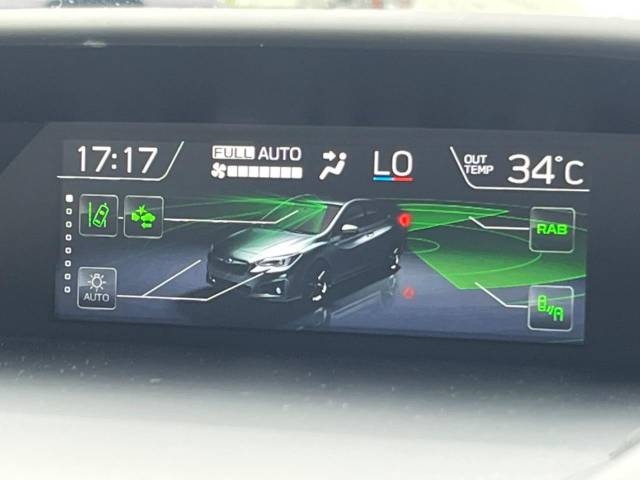 17:17
FULL AUTO
LO
OUT TEMP 34°C
RAB
AUTO